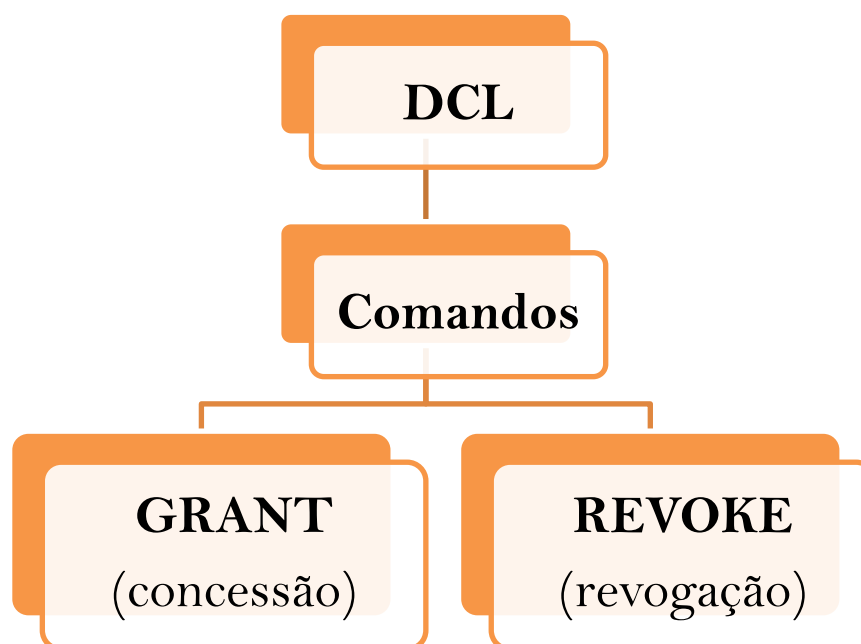 DCL
Comandos
GRANT
(concessão)
REVOKE
(revogação)